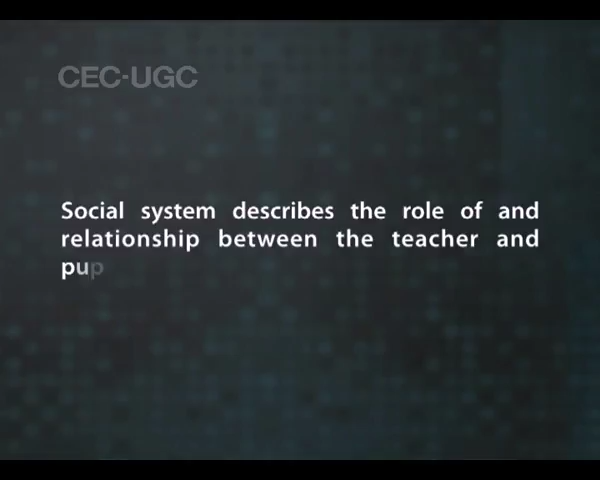 CEC-UGC
Social system describes the role of and
relationship between the teacher and
pup